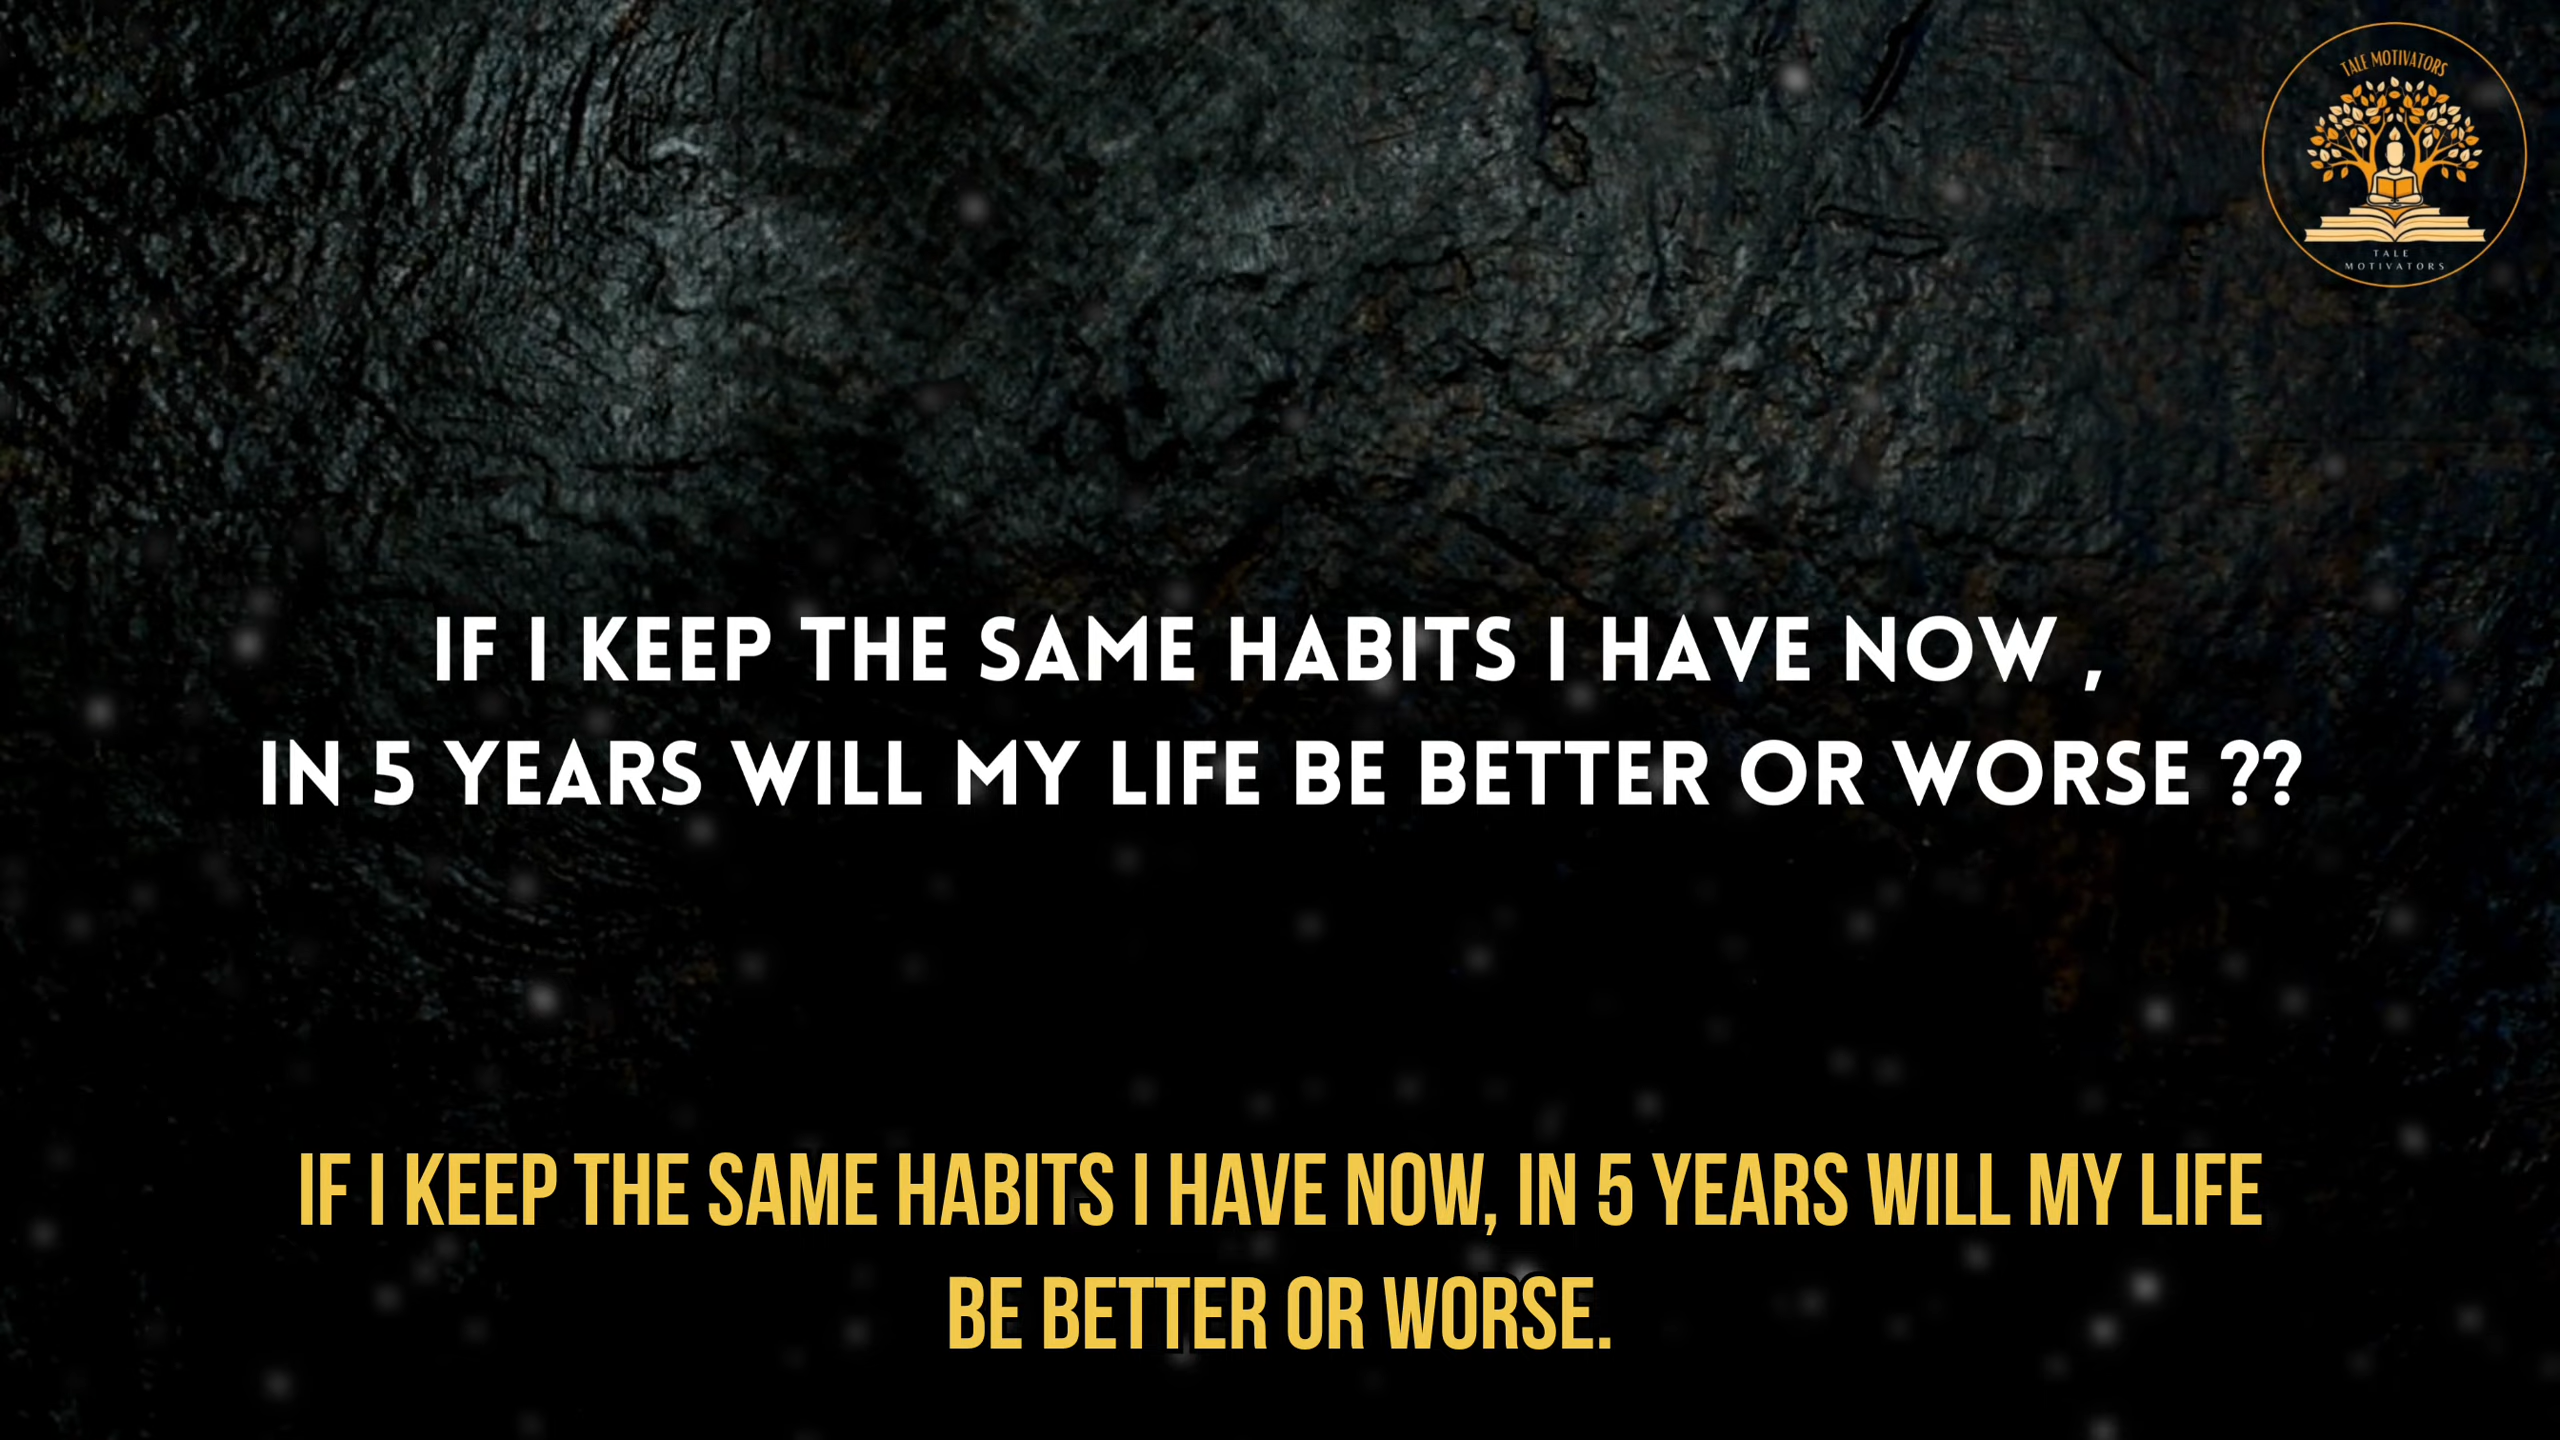 TALE MOTIVATORS
TALE
MOTIVATORS
IF I KEEP THE SAME HABITS I HAVE NOW ,
IN 5 YEARS WILL MY LIFE BE BETTER OR WORSE ??
IF I KEEP THE SAME HABITS I HAVE NOW, IN 5 YEARS WILL MY LIFE
BE BETTER OR WORSE.